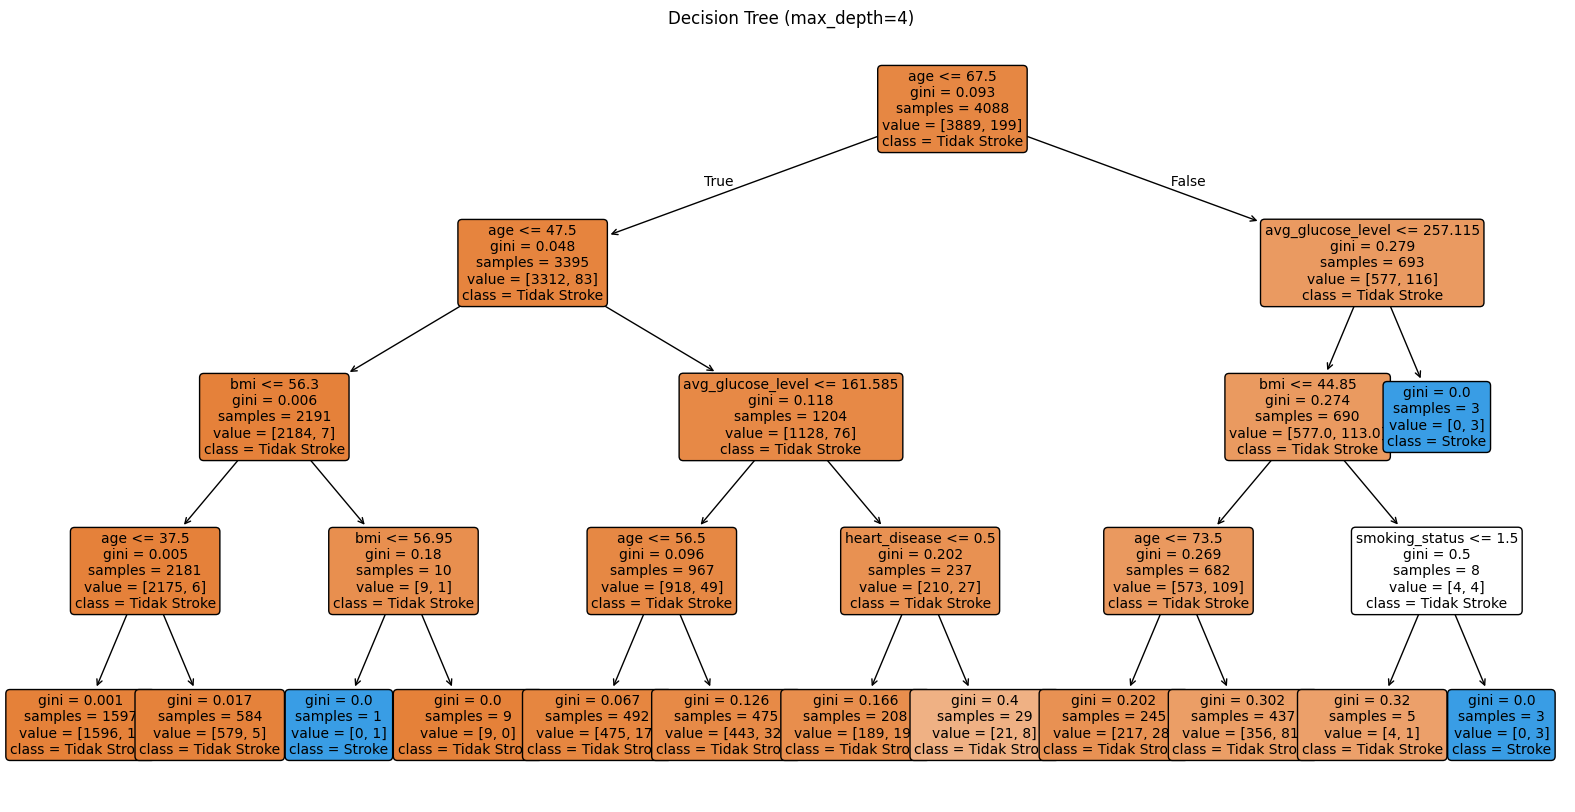 Decision Tree (max_depth=4)
age <= 67.5
gini = 0.093
samples = 4088
value = [3889, 199]
class = Tidak Stroke
True
False
age <= 47.5
gini = 0.048
samples = 3395
value = [3312, 83]
class = Tidak Stroke
avg_glucose_level <= 257.115
gini = 0.279
samples = 693
value = [577, 116]
class = Tidak Stroke
bmi <= 56.3
gini = 0.006
samples = 2191
value = [2184, 7]
class = Tidak Stroke
avg_glucose_level <= 161.585
gini = 0.118
samples = 1204
value = [1128, 76]
class = Tidak Stroke
bmi <= 44.85
gini = 0.274
samples = 690
value = [577.0, 113.0]
class = Tidak Stroke
gini = 0.0
samples = 3
value = [0, 3]
class = Stroke
age <= 37.5
gini = 0.005
samples = 2181
value = [2175, 6]
class = Tidak Stroke
bmi <= 56.95
gini = 0.18
samples = 10
value = [9, 1]
class = Tidak Stroke
age <= 56.5
gini = 0.096
samples = 967
value = [918, 49]
class = Tidak Stroke
heart_disease <= 0.5
gini = 0.202
samples = 237
value = [210, 27]
class = Tidak Stroke
age <= 73.5
gini = 0.269
samples = 682
value = [573, 109]
class = Tidak Stroke
smoking_status <= 1.5
gini = 0.5
samples = 8
value = [4, 4]
class = Tidak Stroke
gini = 0.001
samples = 1597
value = [1596, 1
class = Tidak Stro
gini = 0.017
samples = 584
value = [579, 5]
class = Tidak Stroke
gini = 0.0
samples = 1
value = [0, 1]
class = Stroke
gini = 0.0
samples = 9
value = [9, 0]
class = Tidak Stro
gini = 0.067
samples = 492
value = [475, 17
class = Tidak Stro
gini = 0.126
samples = 475
value = [443, 32
class = Tidak Stro
gini = 0.166
samples = 208
value = [189, 19
class = Tidak Stro
gini = 0.4
samples = 29
value = [21, 8]
class = Tidak Stro
gini = 0.202
samples = 245
value = [217, 28
class = Tidak Stro
gini = 0.302
samples = 437
value = [356, 81
class = Tidak Stro
gini = 0.32
samples = 5
value = [4, 1]
class = Tidak Stroke
gini = 0.0
samples = 3
value = [0, 3]
class = Stroke